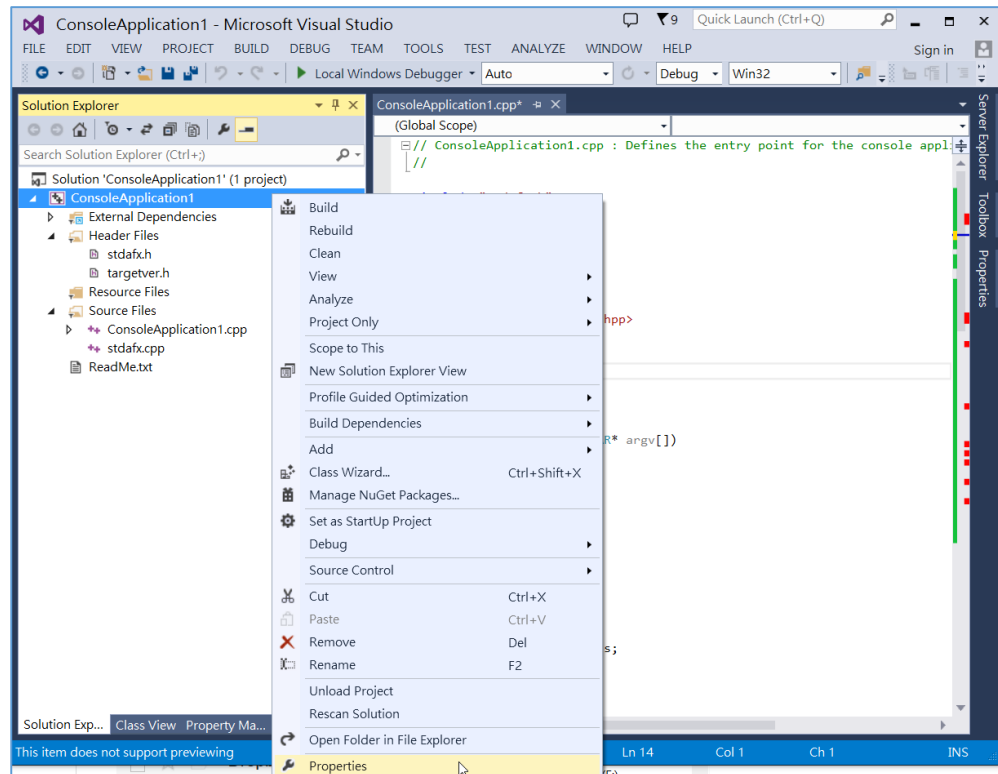 ConsoleApplication1 - Microsoft Visual Studio
9
Quick Launch (Ctrl+Q)
FILE EDIT VIEW PROJECT BUILD DEBUG TEAM TOOLS TEST ANALYZE WINDOW HELP
Sign in
Local Windows Debugger Auto Debug Win32
Solution Explorer
Search Solution Explorer (Ctrl+;)
Solution 'ConsoleApplication1' (1 project)
ConsoleApplication1
External Dependencies
Header Files
stdafx.h
targetver.h
Resource Files
Source Files
ConsoleApplication1.cpp
stdafx.cpp
ReadMe.txt
Solution Exp... Class View Property Ma...
ConsoleApplication1.cpp*
(Global Scope)
// ConsoleApplication1.cpp : Defines the entry point for the console appl
//
hpp>
R* argv[])
s;
Build
Rebuild
Clean
View
Analyze
Project Only
Scope to This
New Solution Explorer View
Profile Guided Optimization
Build Dependencies
Add
Class Wizard... Ctrl+Shift+X
Manage NuGet Packages...
Set as StartUp Project
Debug
Source Control
Cut Ctrl+X
Paste Ctrl+V
Remove Del
Rename F2
Unload Project
Rescan Solution
Open Folder in File Explorer
Properties
Server Explorer
Toolbox
Properties
This item does not support previewing
Ln 14 Col 1 Ch 1 INS